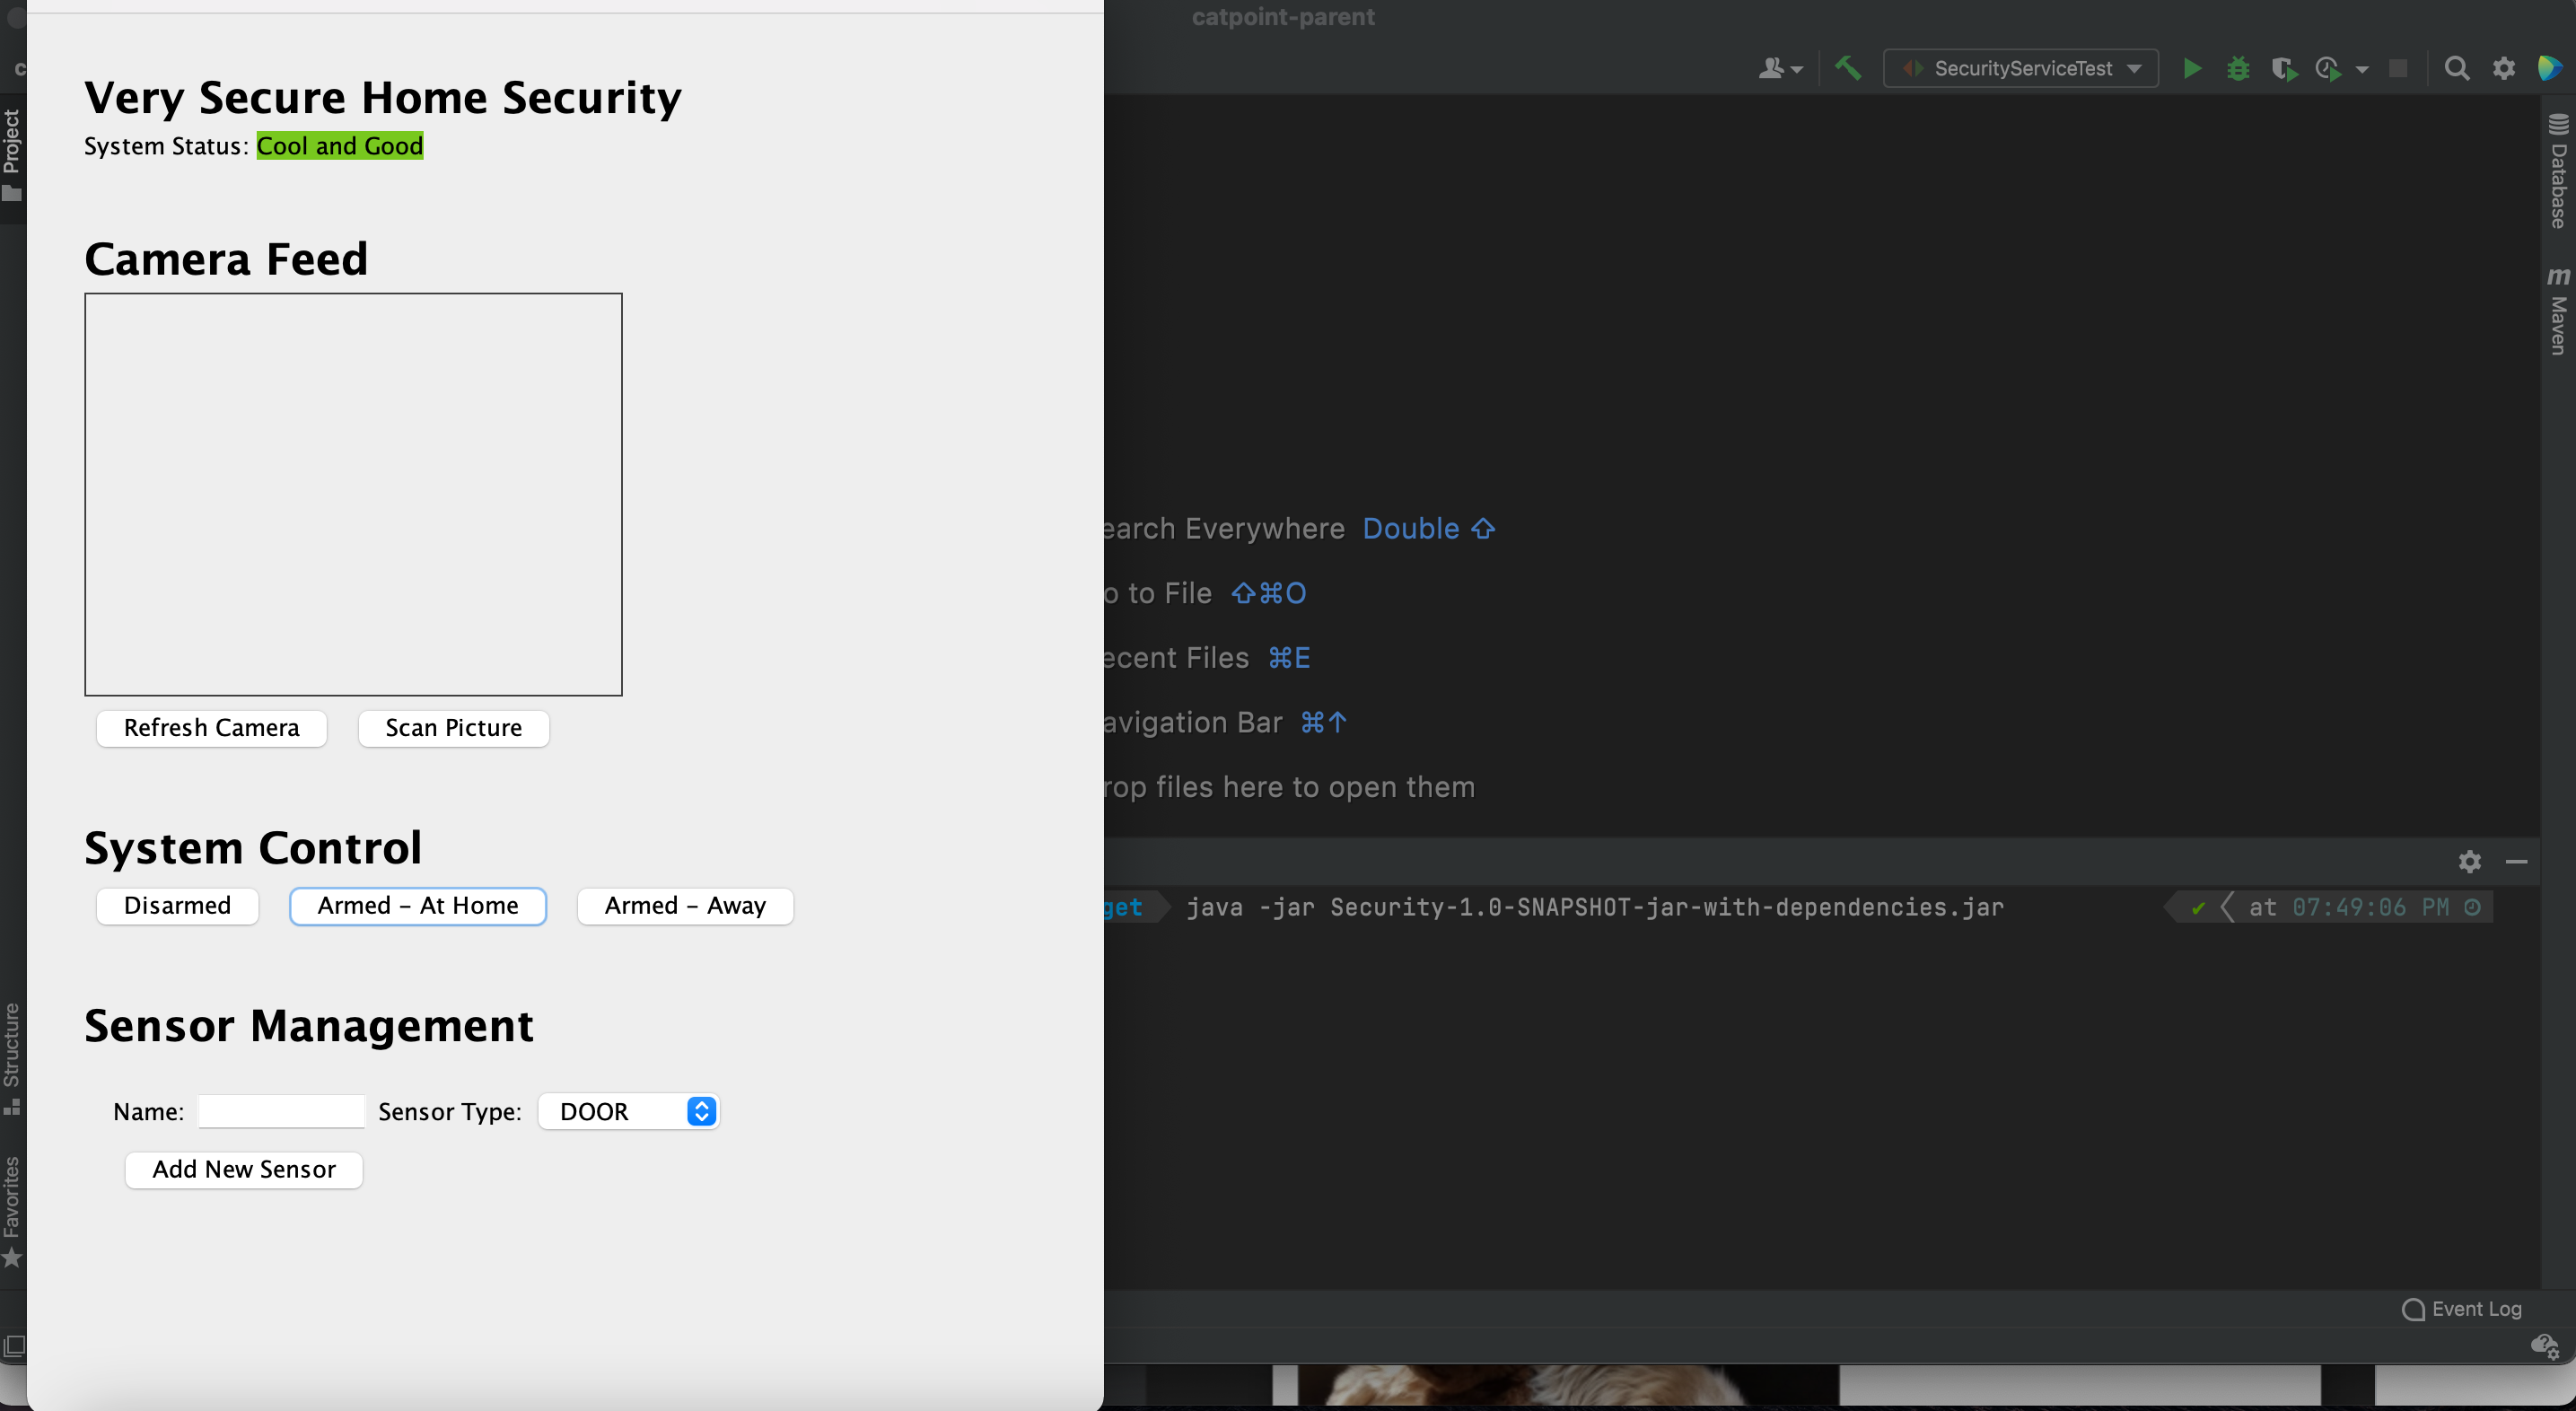 catpoint-parent
SecurityServiceTest
Project
Very Secure Home Security
System Status: Cool and Good
Camera Feed
Refresh Camera
Scan Picture
System Control
Disarmed
Armed – At Home
Armed – Away
Sensor Management
Name:
Sensor Type:
DOOR
Add New Sensor
Structure
Favorites
earch Everywhere Double ⇧
o to File ⇧⌘O
ecent Files ⌘E
avigation Bar ⌘↑
rop files here to open them
get java -jar Security-1.0-SNAPSHOT-jar-with-dependencies.jar
✔ at 07:49:06 PM
Database
m Maven
Event Log